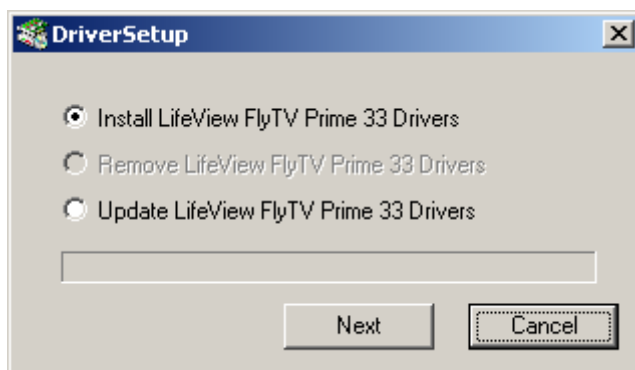 DriverSetup
Install LifeView FlyTV Prime 33 Drivers
Remove LifeView FlyTV Prime 33 Drivers
Update LifeView FlyTV Prime 33 Drivers
Next Cancel